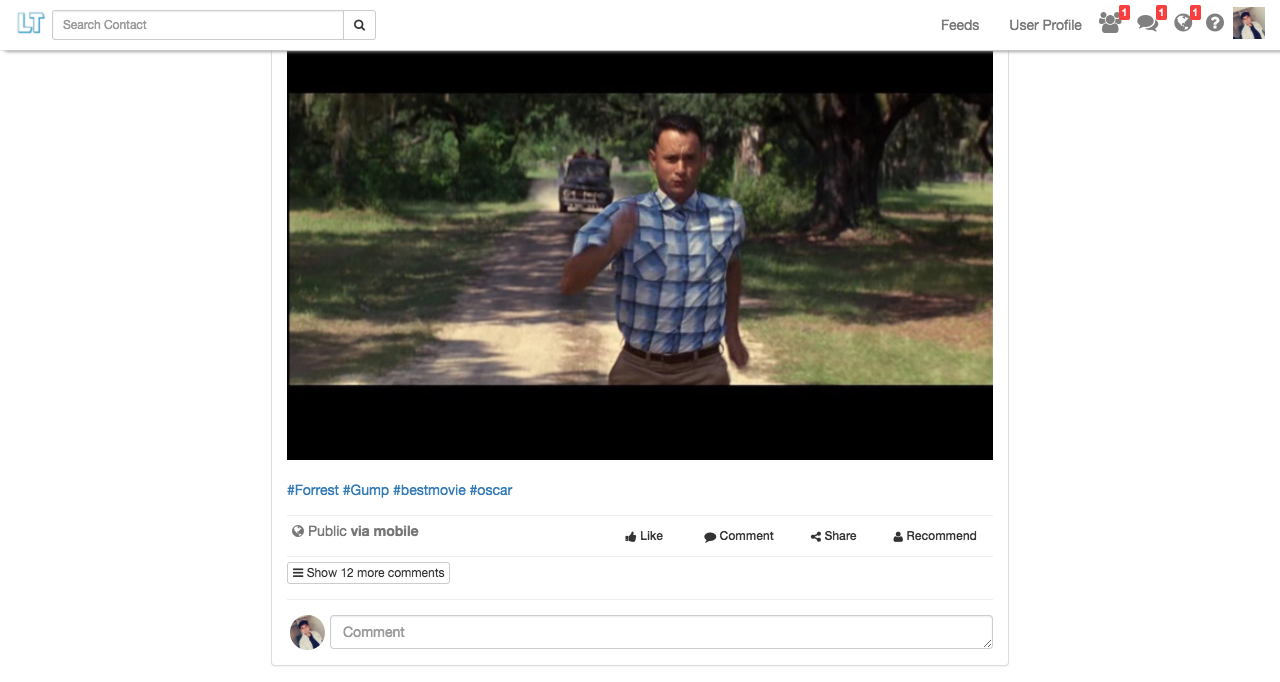 LT
Search Contact
Feeds
User Profile
1
1
1
#Forrest #Gump #bestmovie #oscar
Public via mobile
Like
Comment
Share
Recommend
Show 12 more comments
Comment